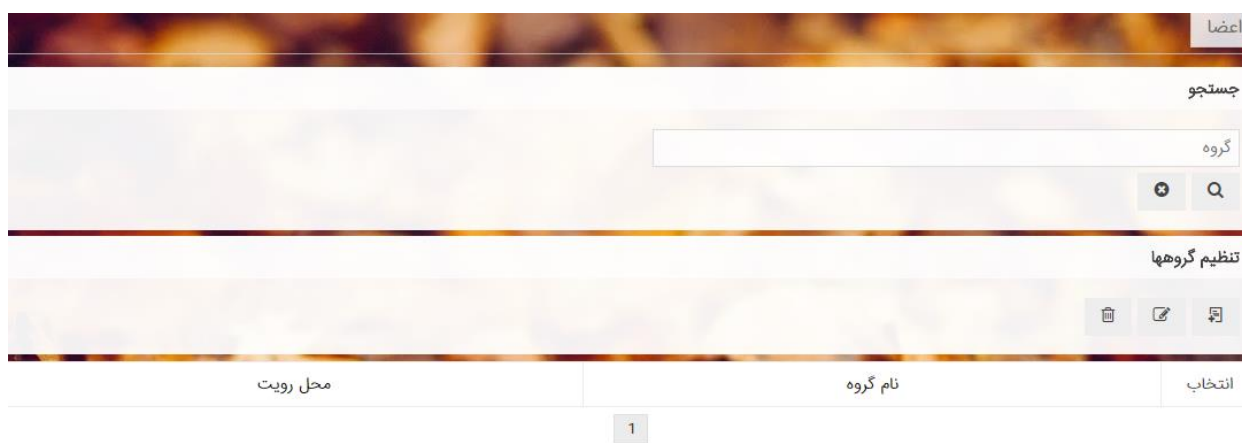 اعضا
جستجو
گروه
تنظیم گروهها
انتخاب نام گروه محل رویت
1